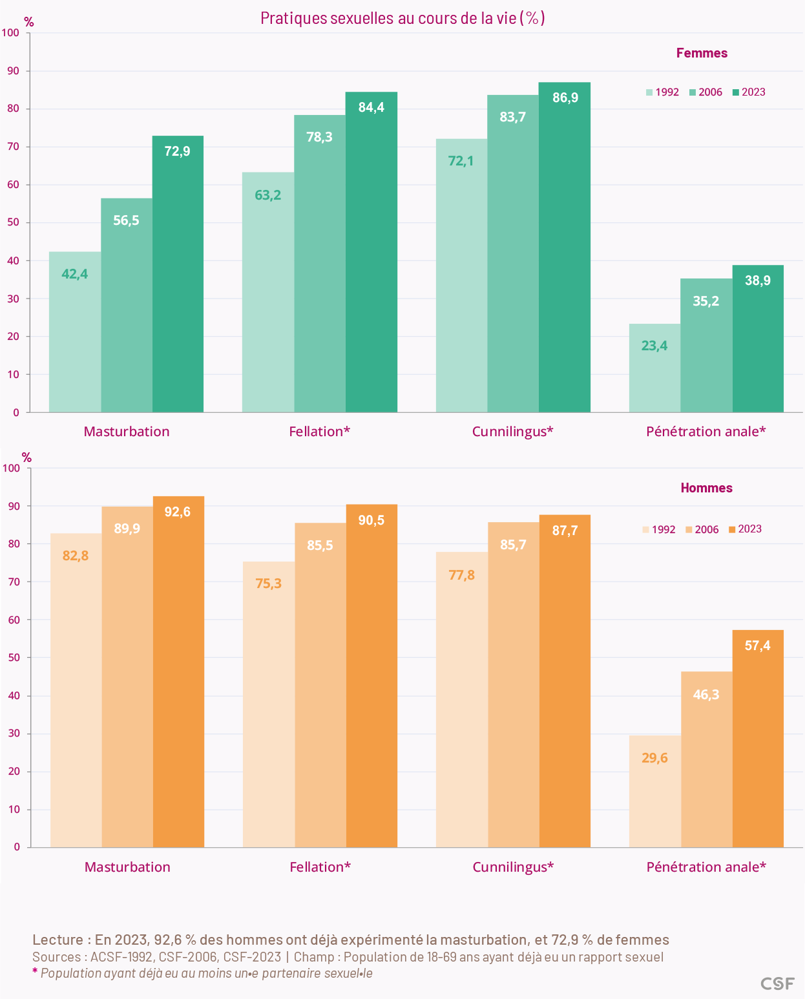 Pratiques sexuelles au cours de la vie (%)
%
100
90
80
70
60
50
40
30
20
10
0
Femmes
1992 2006 2023
42,4 56,5 72,9
63,2 78,3 84,4
72,1 83,7 86,9
23,4 35,2 38,9
Masturbation Fellation* Cunnilingus* Pénétration anale*
%
100
90
80
70
60
50
40
30
20
10
0
Hommes
1992 2006 2023
82,8 89,9 92,6
75,3 85,5 90,5
77,8 85,7 87,7
29,6 46,3 57,4
Masturbation Fellation* Cunnilingus* Pénétration anale*
Lecture : En 2023, 92,6 % des hommes ont déjà expérimenté la masturbation, et 72,9 % de femmes
Sources : ACSF-1992, CSF-2006, CSF-2023 | Champ : Population de 18-69 ans ayant déjà eu un rapport sexuel
* Population ayant déjà eu au moins un•e partenaire sexuel•le
CSF